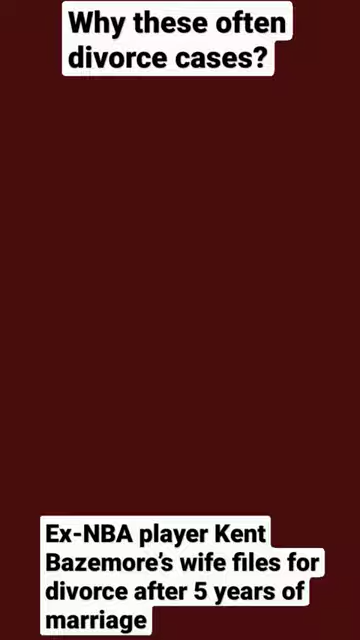 Why these often
divorce cases?
Ex-NBA player Kent
Bazemore’s wife files for
divorce after 5 years of
marriage